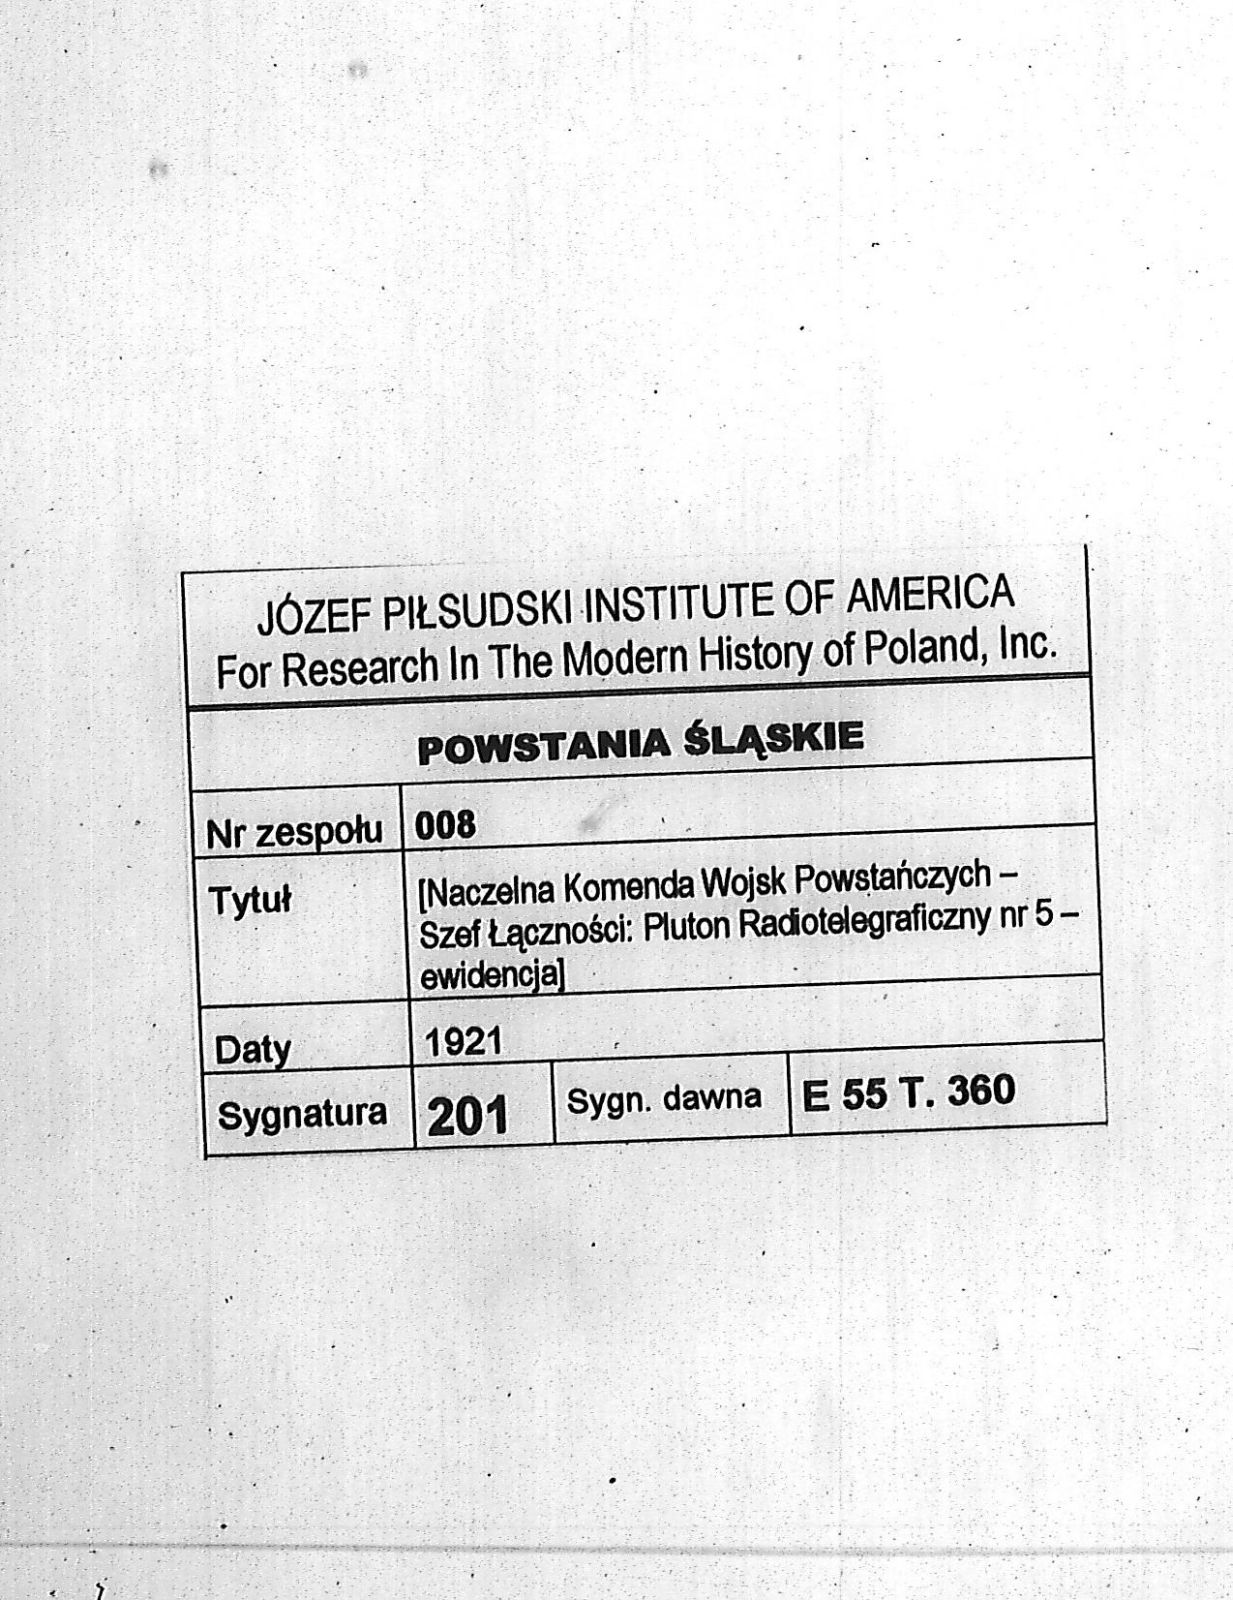 JÓZEF PIŁSUDSKI INSTITUTE OF AMERICA
For Research In The Modern History of Poland, Inc.
POWSTANIA ŚLĄSKIE
Nr zespołu 008
Tytuł [Naczelna Komenda Wojsk Powstańczych –
Szef Łączności: Pluton Radiotelegraficzny nr 5 –
ewidencja]
Daty 1921
Sygnatura 201 Sygn. dawna E 55 T. 360